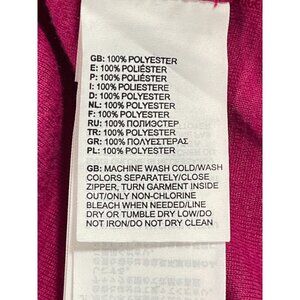 GB: 100% POLYESTER
E: 100% POLIÉSTER
P: 100% POLIÉSTER
I: 100% POLIESTERE
D: 100% POLYESTER
NL: 100% POLYESTER
F: 100% POLYESTER
RU: 100% ПОЛИЭСТЕР
TR: 100% POLYESTER
GR: 100% ΠΟΛΥΕΣΤΕΡΑΣ
PL: 100% POLYESTER
GB: MACHINE WASH COLD/WASH
COLORS SEPARATELY/CLOSE
ZIPPER, TURN GARMENT INSIDE
OUT/ONLY NON-CHLORINE
BLEACH WHEN NEEDED/LINE
DRY OR TUMBLE DRY LOW/DO
NOT IRON/DO NOT DRY CLEAN